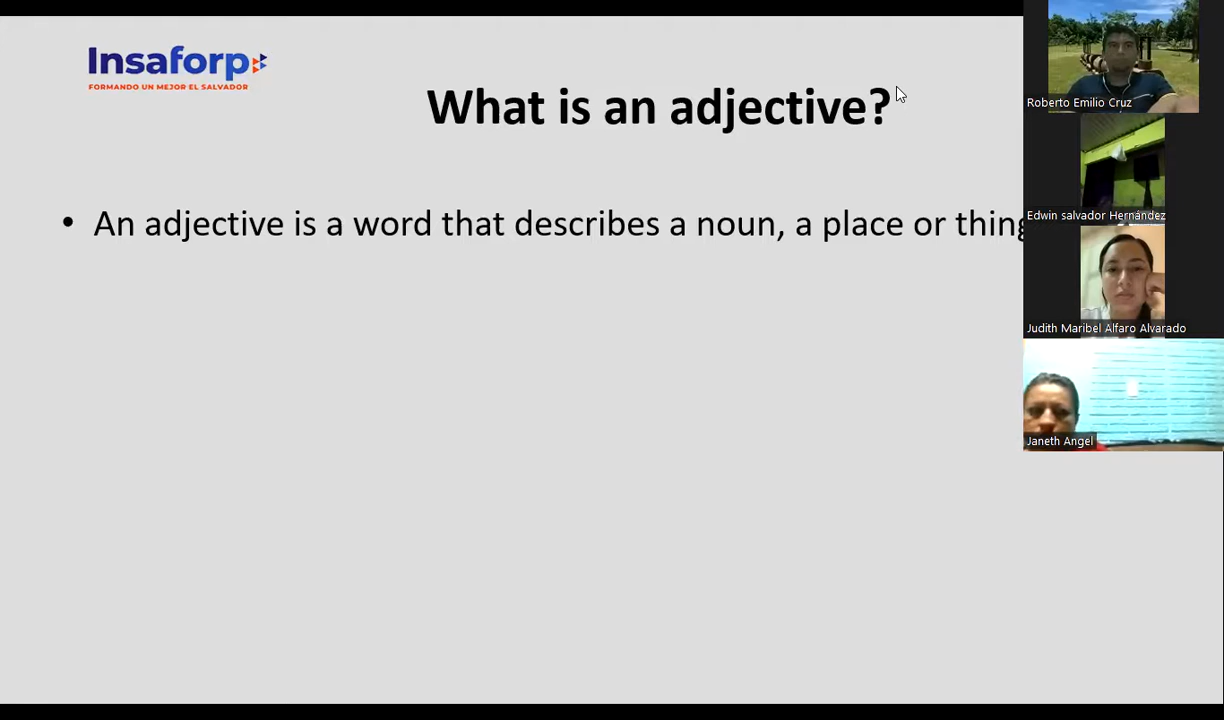 Insaforp
FORMANDO UN MEJOR EL SALVADOR
What is an adjective?
• An adjective is a word that describes a noun, a place or thing
Roberto Emilio Cruz
Edwin salvador Hernández
Judith Maribel Alfaro Alvarado
Janeth Angel